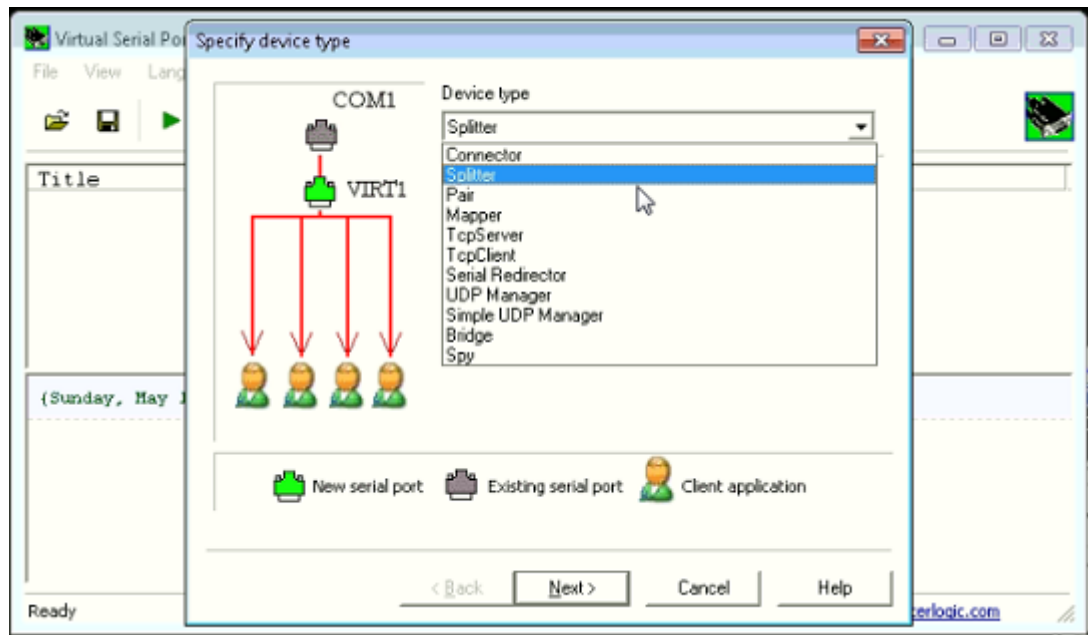 Virtual Serial Por
Specify device type
File View Lang
COM1
Device type
Splitter
Connector
Splitter
Title
VIRT1
Pair
Mapper
TcpServer
TcpClient
Serial Redirector
UDP Manager
Simple UDP Manager
Bridge
Spy
(Sunday, May
New serial port
Existing serial port
Client application
< Back
Next >
Cancel
Help
Ready
erlogic.com